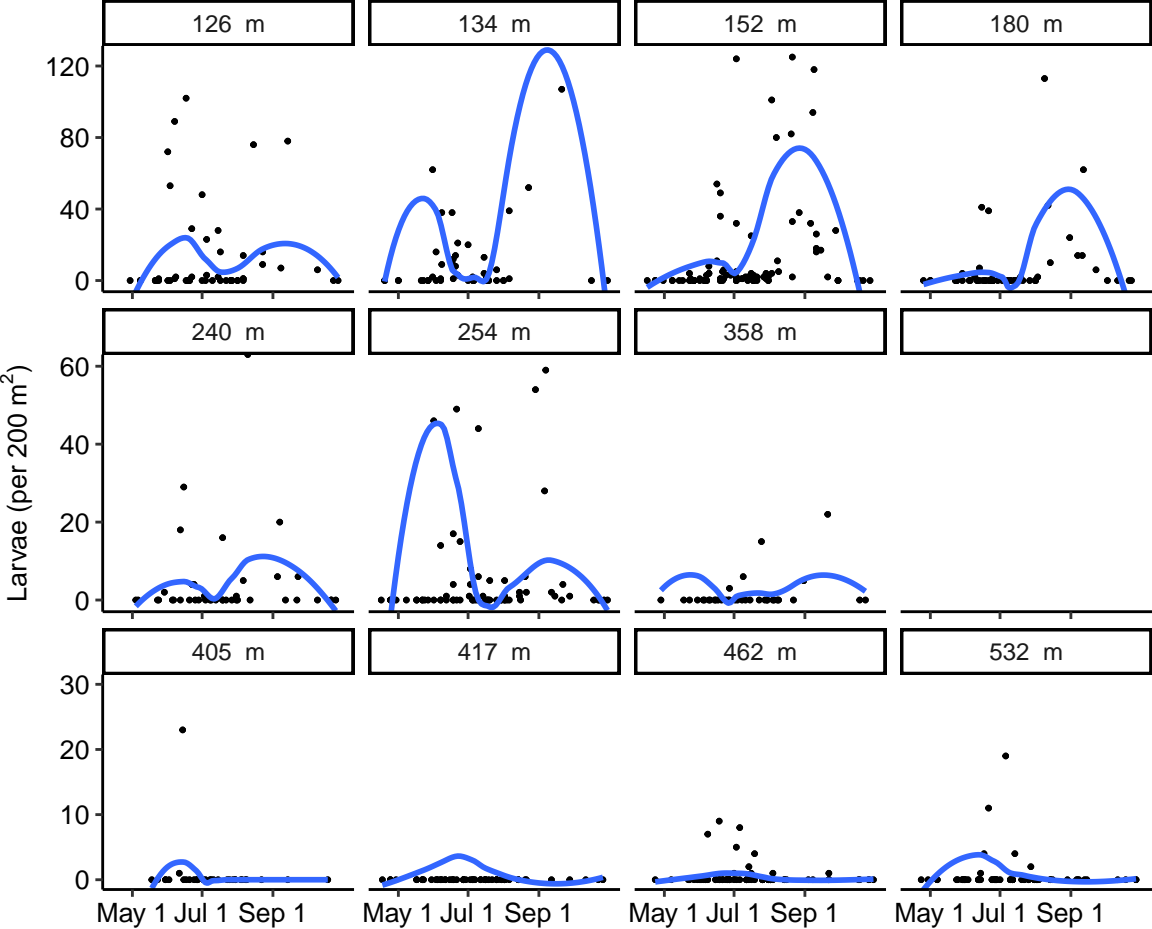 126 m
134 m
152 m
180 m
120
80
40
0
240 m
254 m
358 m
60
40
20
0
Larvae (per 200 m²)
405 m
417 m
462 m
532 m
30
20
10
0
May 1 Jul 1 Sep 1
May 1 Jul 1 Sep 1
May 1 Jul 1 Sep 1
May 1 Jul 1 Sep 1